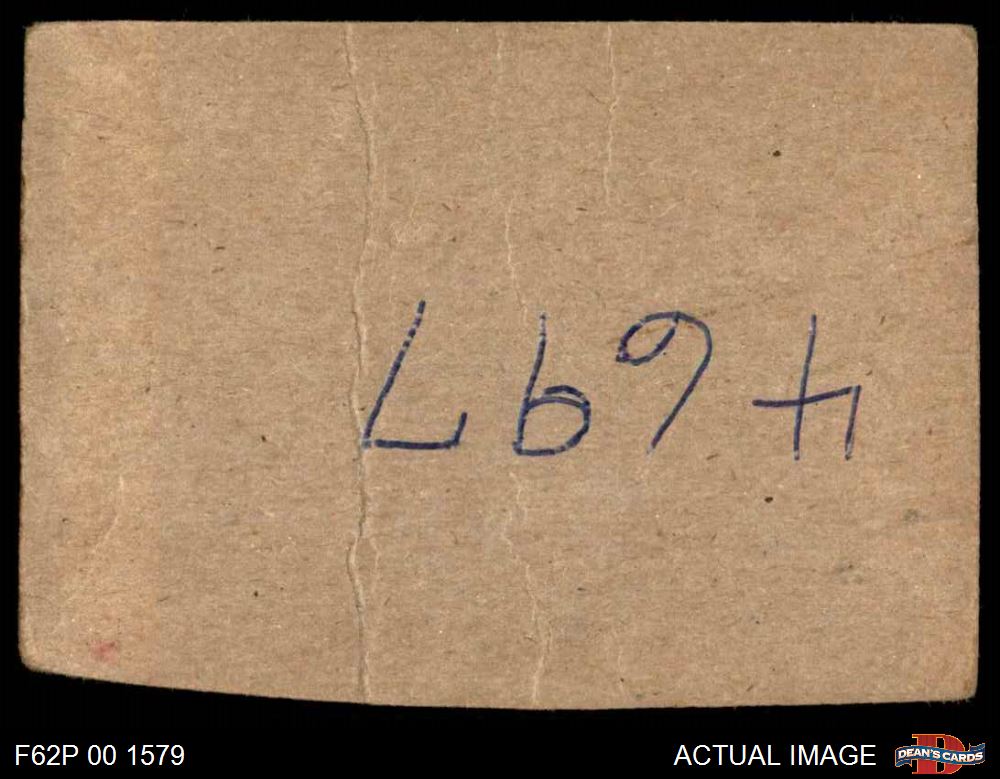 4697
F62P 00 1579
ACTUAL IMAGE
DEAN'S CARDS